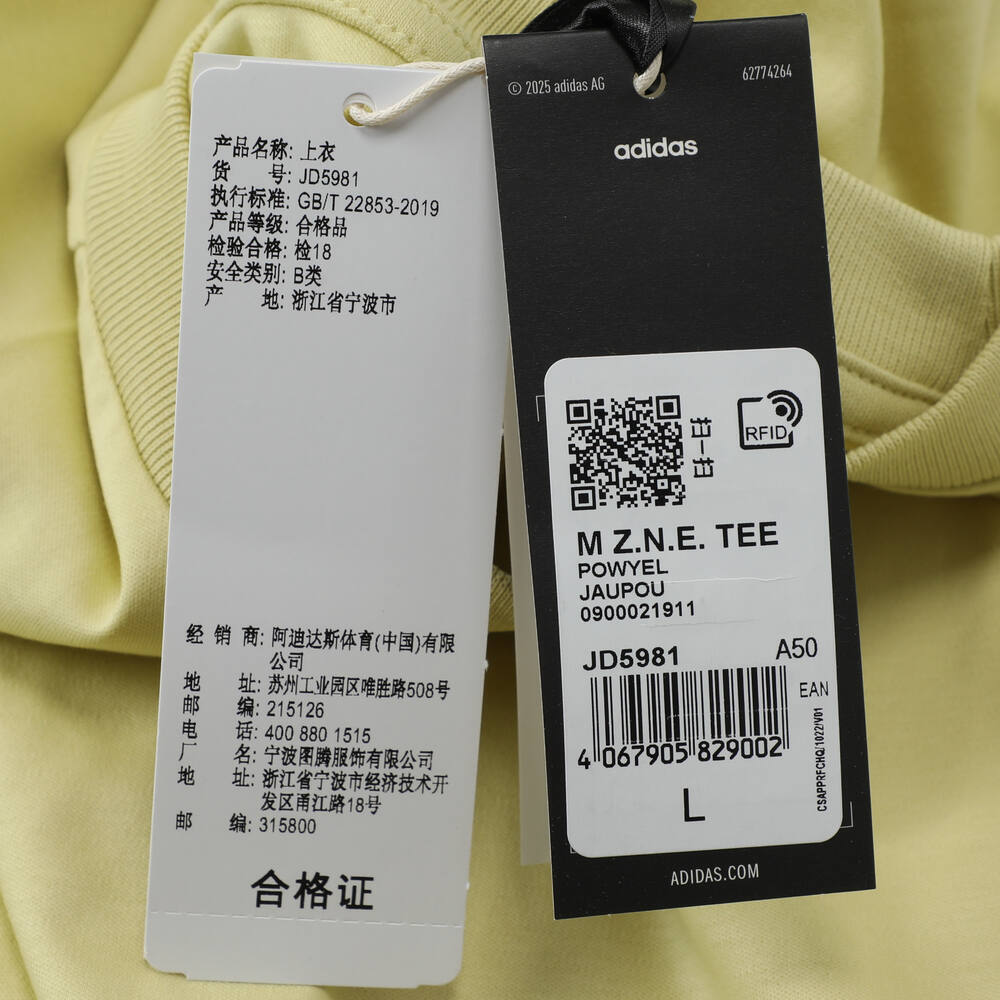 产品名称: 上衣
货 号: JD5981
执行标准: GB/T 22853-2019
产品等级: 合格品
检验合格: 检18
安全类别: B类
产 地: 浙江省宁波市
经 销 商: 阿迪达斯体育(中国)有限
公司
地 址: 苏州工业园区唯胜路508号
邮 编: 215126
电 话: 400 880 1515
厂 名: 宁波图腾服饰有限公司
地 址: 浙江省宁波市经济技术开
发区甬江路18号
邮 编: 315800
合格证
© 2025 adidas AG
62774264
adidas
扫一扫
RFID
M Z.N.E. TEE
POWYEL
JAUPOU
0900021911
JD5981
A50
EAN
4 067905 829002
CSAPPRFCHQ/1022/V01
L
ADIDAS.COM